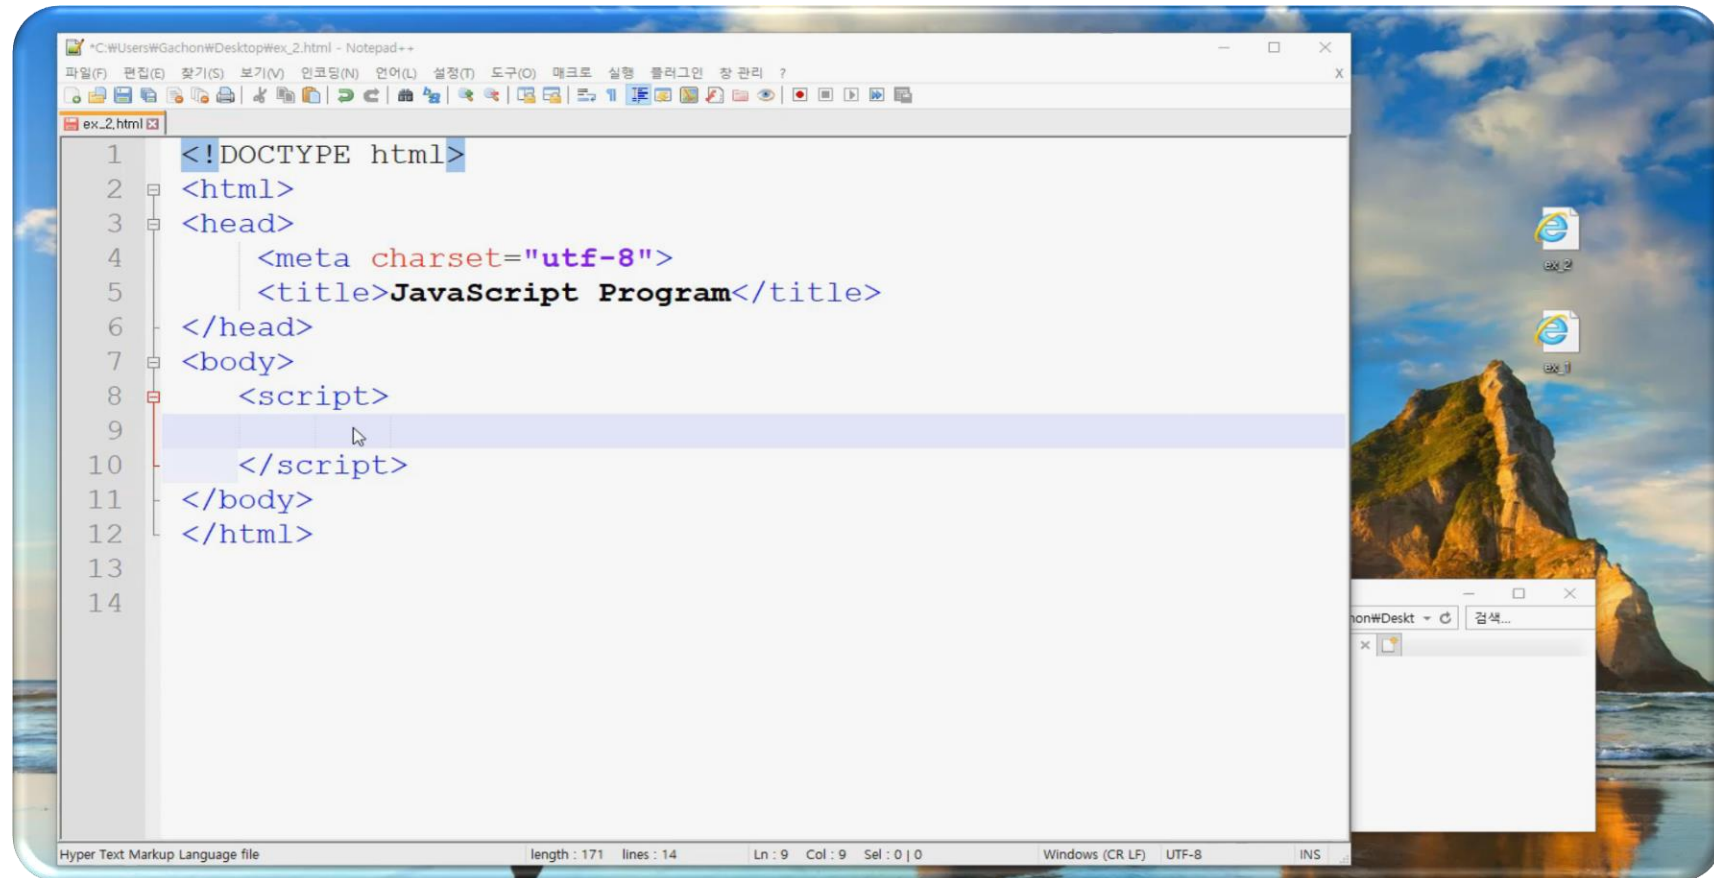 *C:₩Users₩Gachon₩Desktop₩ex_2.html - Notepad++
파일(F) 편집(E) 찾기(S) 보기(V) 인코딩(N) 언어(L) 설정(T) 도구(O) 매크로 실행 플러그인 창 관리 ? X
ex_2.html
1 <!DOCTYPE html>
2 <html>
3 <head>
4 <meta charset="utf-8">
5 <title>JavaScript Program</title>
6 </head>
7 <body>
8 <script>
9
10 </script>
11 </body>
12 </html>
13
14
Hyper Text Markup Language file length : 171 lines : 14 Ln : 9 Col : 9 Sel : 0 | 0 Windows (CR LF) UTF-8 INS
ex_2
ex_1
hon₩Deskt 검색...